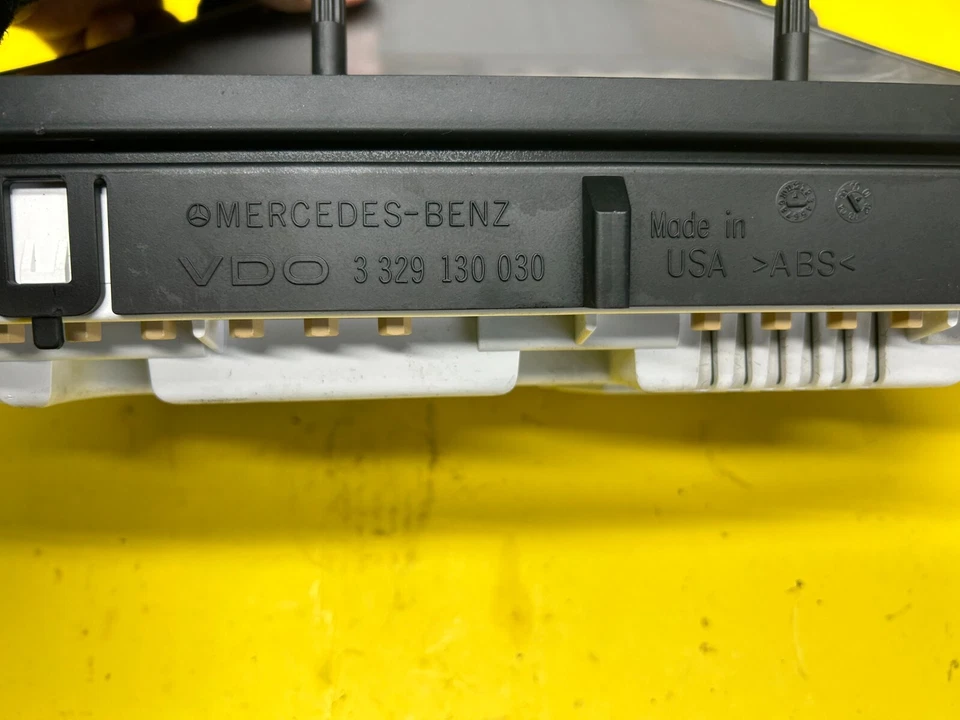 MERCEDES-BENZ
VDO 3 329 130 030
Made in
USA >ABS<